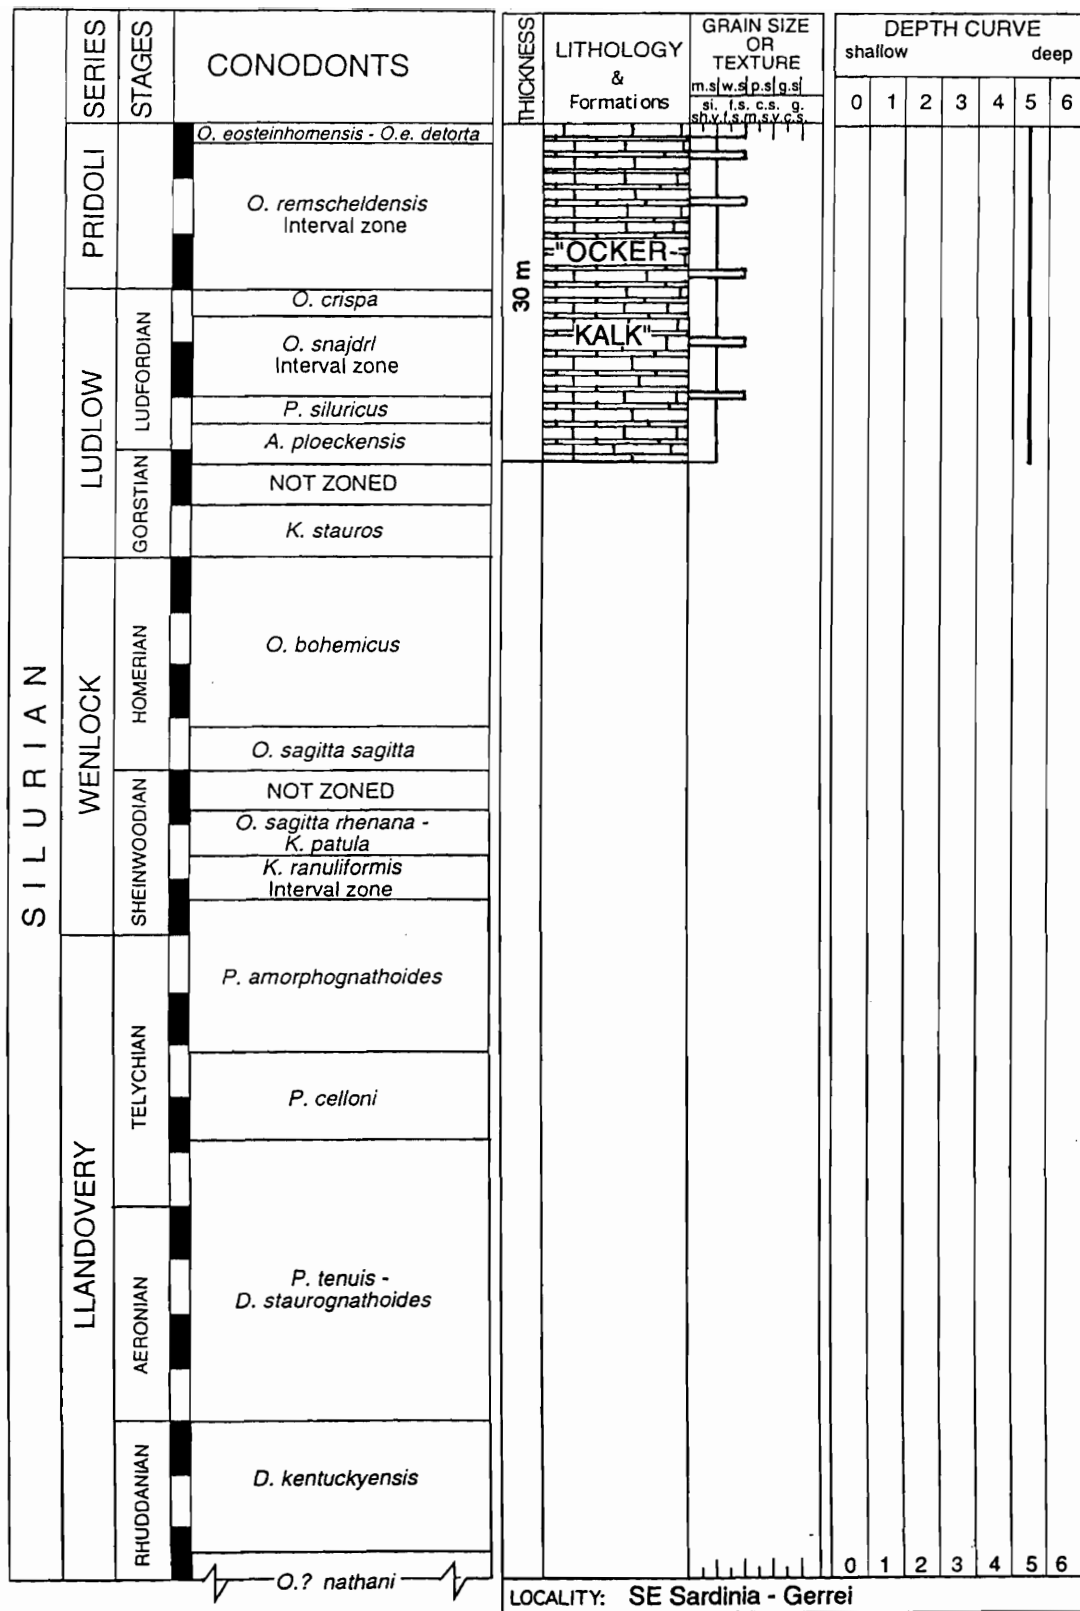 SERIES
STAGES
CONODONTS
THICKNESS
LITHOLOGY
&
Formations
GRAIN SIZE
OR
TEXTURE
m.s w.s p.s g.s
si. f.s. c.s. g.
sh.v.f.s.m.s.v.c.s.
DEPTH CURVE
shallow deep
0 1 2 3 4 5 6
SILURIAN
PRIDOLI
O. eosteinhornensis - O.e. detorta
O. remscheldensis
Interval zone
LUDLOW
LUDFORDIAN
O. crispa
O. snajdrI
Interval zone
P. siluricus
A. ploeckensis
GORSTIAN
NOT ZONED
K. stauros
WENLOCK
HOMERIAN
O. bohemicus
O. sagitta sagitta
SHEINWOODIAN
NOT ZONED
O. sagitta rhenana -
K. patula
K. ranuliformis
Interval zone
LLANDOVERY
TELYCHIAN
P. amorphognathoides
P. celloni
AERONIAN
P. tenuis -
D. staurognathoides
RHUDDANIAN
D. kentuckyensis
O.? nathani
30 m
"OCKER-
KALK"
0 1 2 3 4 5 6
LOCALITY: SE Sardinia - Gerrei